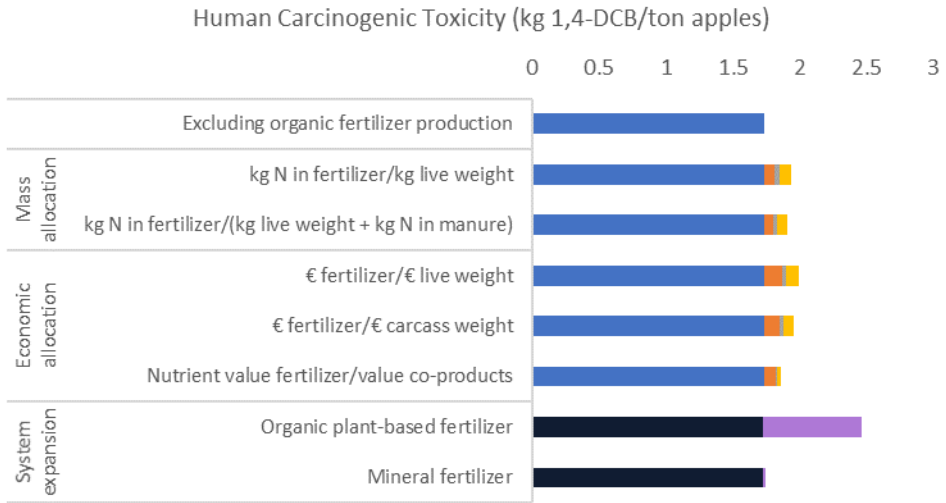 Human Carcinogenic Toxicity (kg 1,4-DCB/ton apples)
0 0.5 1 1.5 2 2.5 3
Excluding organic fertilizer production
Mass
allocation
kg N in fertilizer/kg live weight
kg N in fertilizer/(kg live weight + kg N in manure)
Economic
allocation
€ fertilizer/€ live weight
€ fertilizer/€ carcass weight
Nutrient value fertilizer/value co-products
System
expansion
Organic plant-based fertilizer
Mineral fertilizer